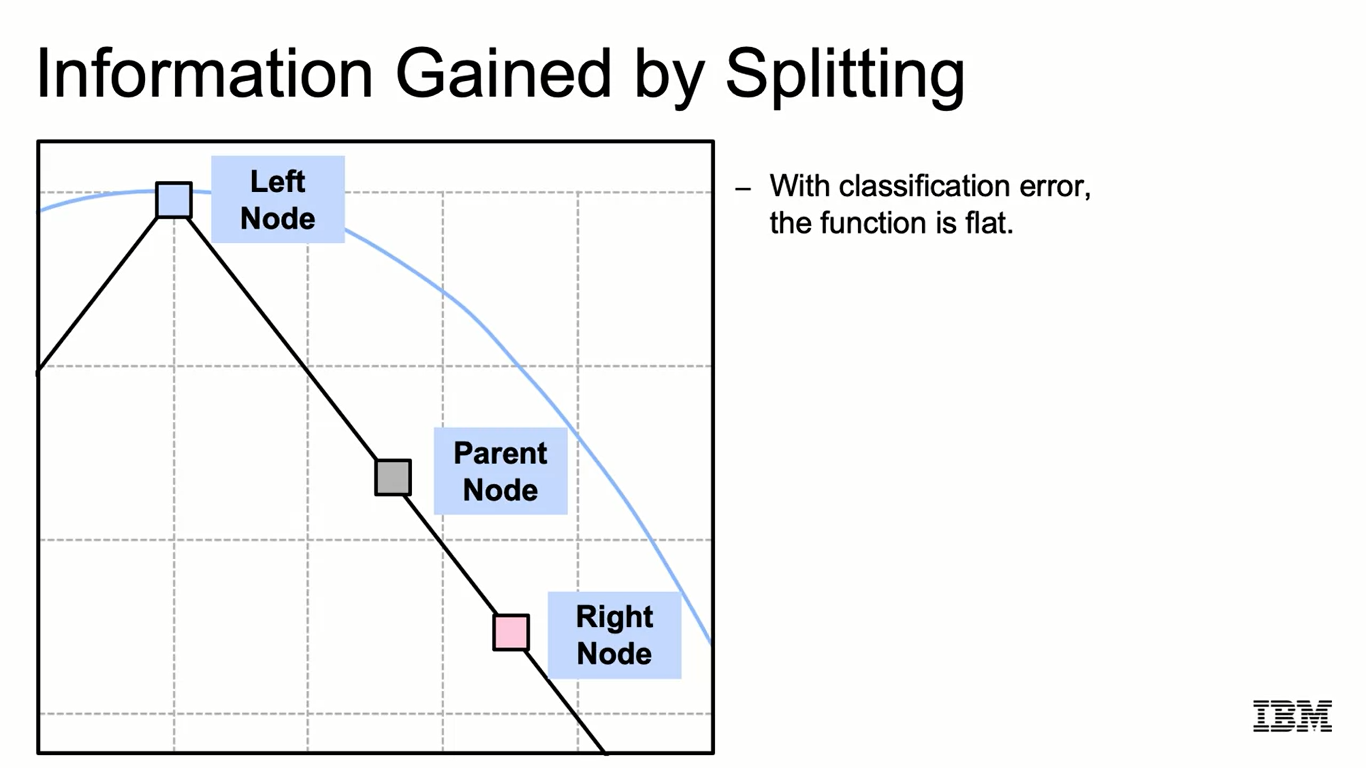 Information Gained by Splitting
Left
Node
– With classification error,
the function is flat.
Parent
Node
Right
Node
IBM